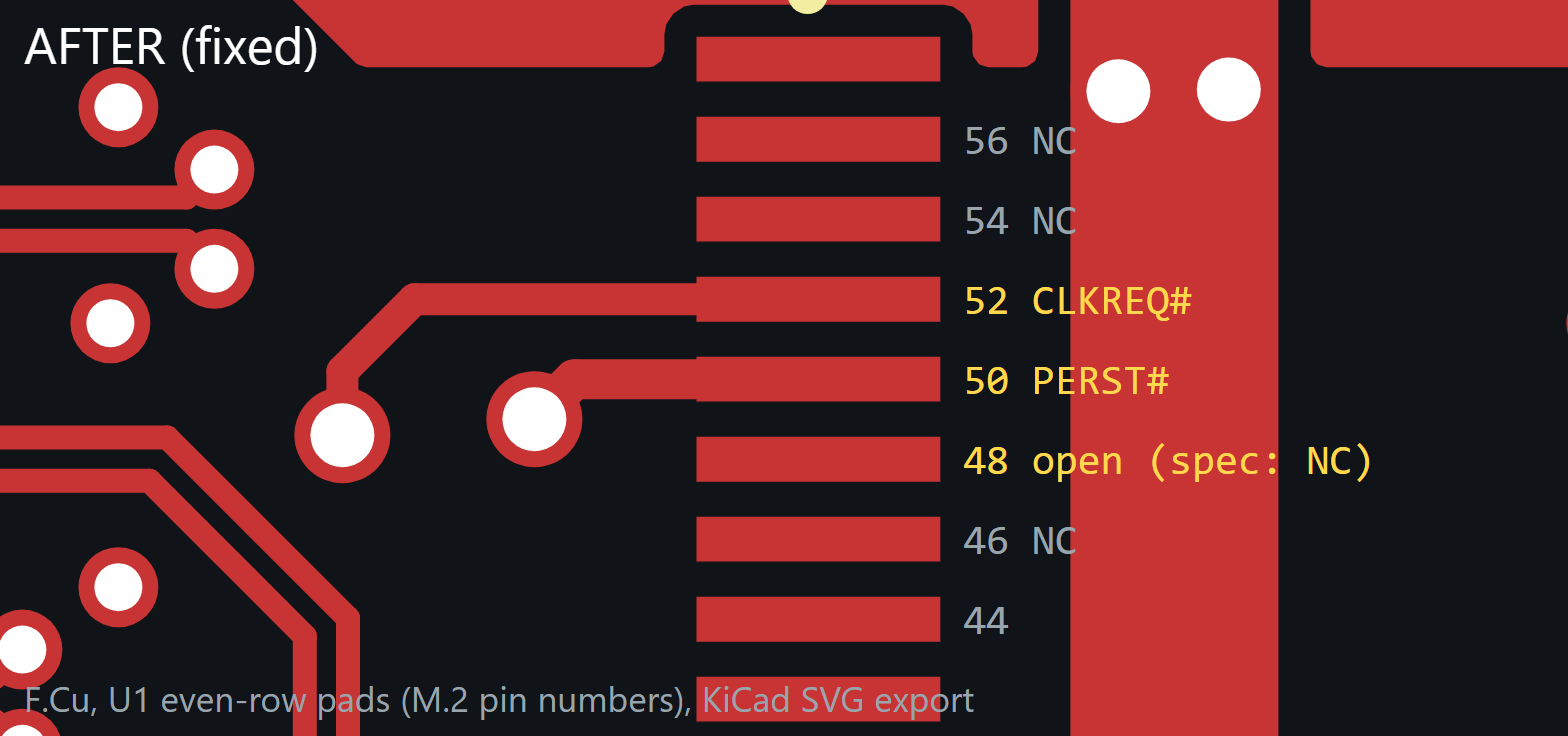 AFTER (fixed)
56 NC
54 NC
52 CLKREQ#
50 PERST#
48 open (spec: NC)
46 NC
44
F.Cu, U1 even-row pads (M.2 pin numbers), KiCad SVG export